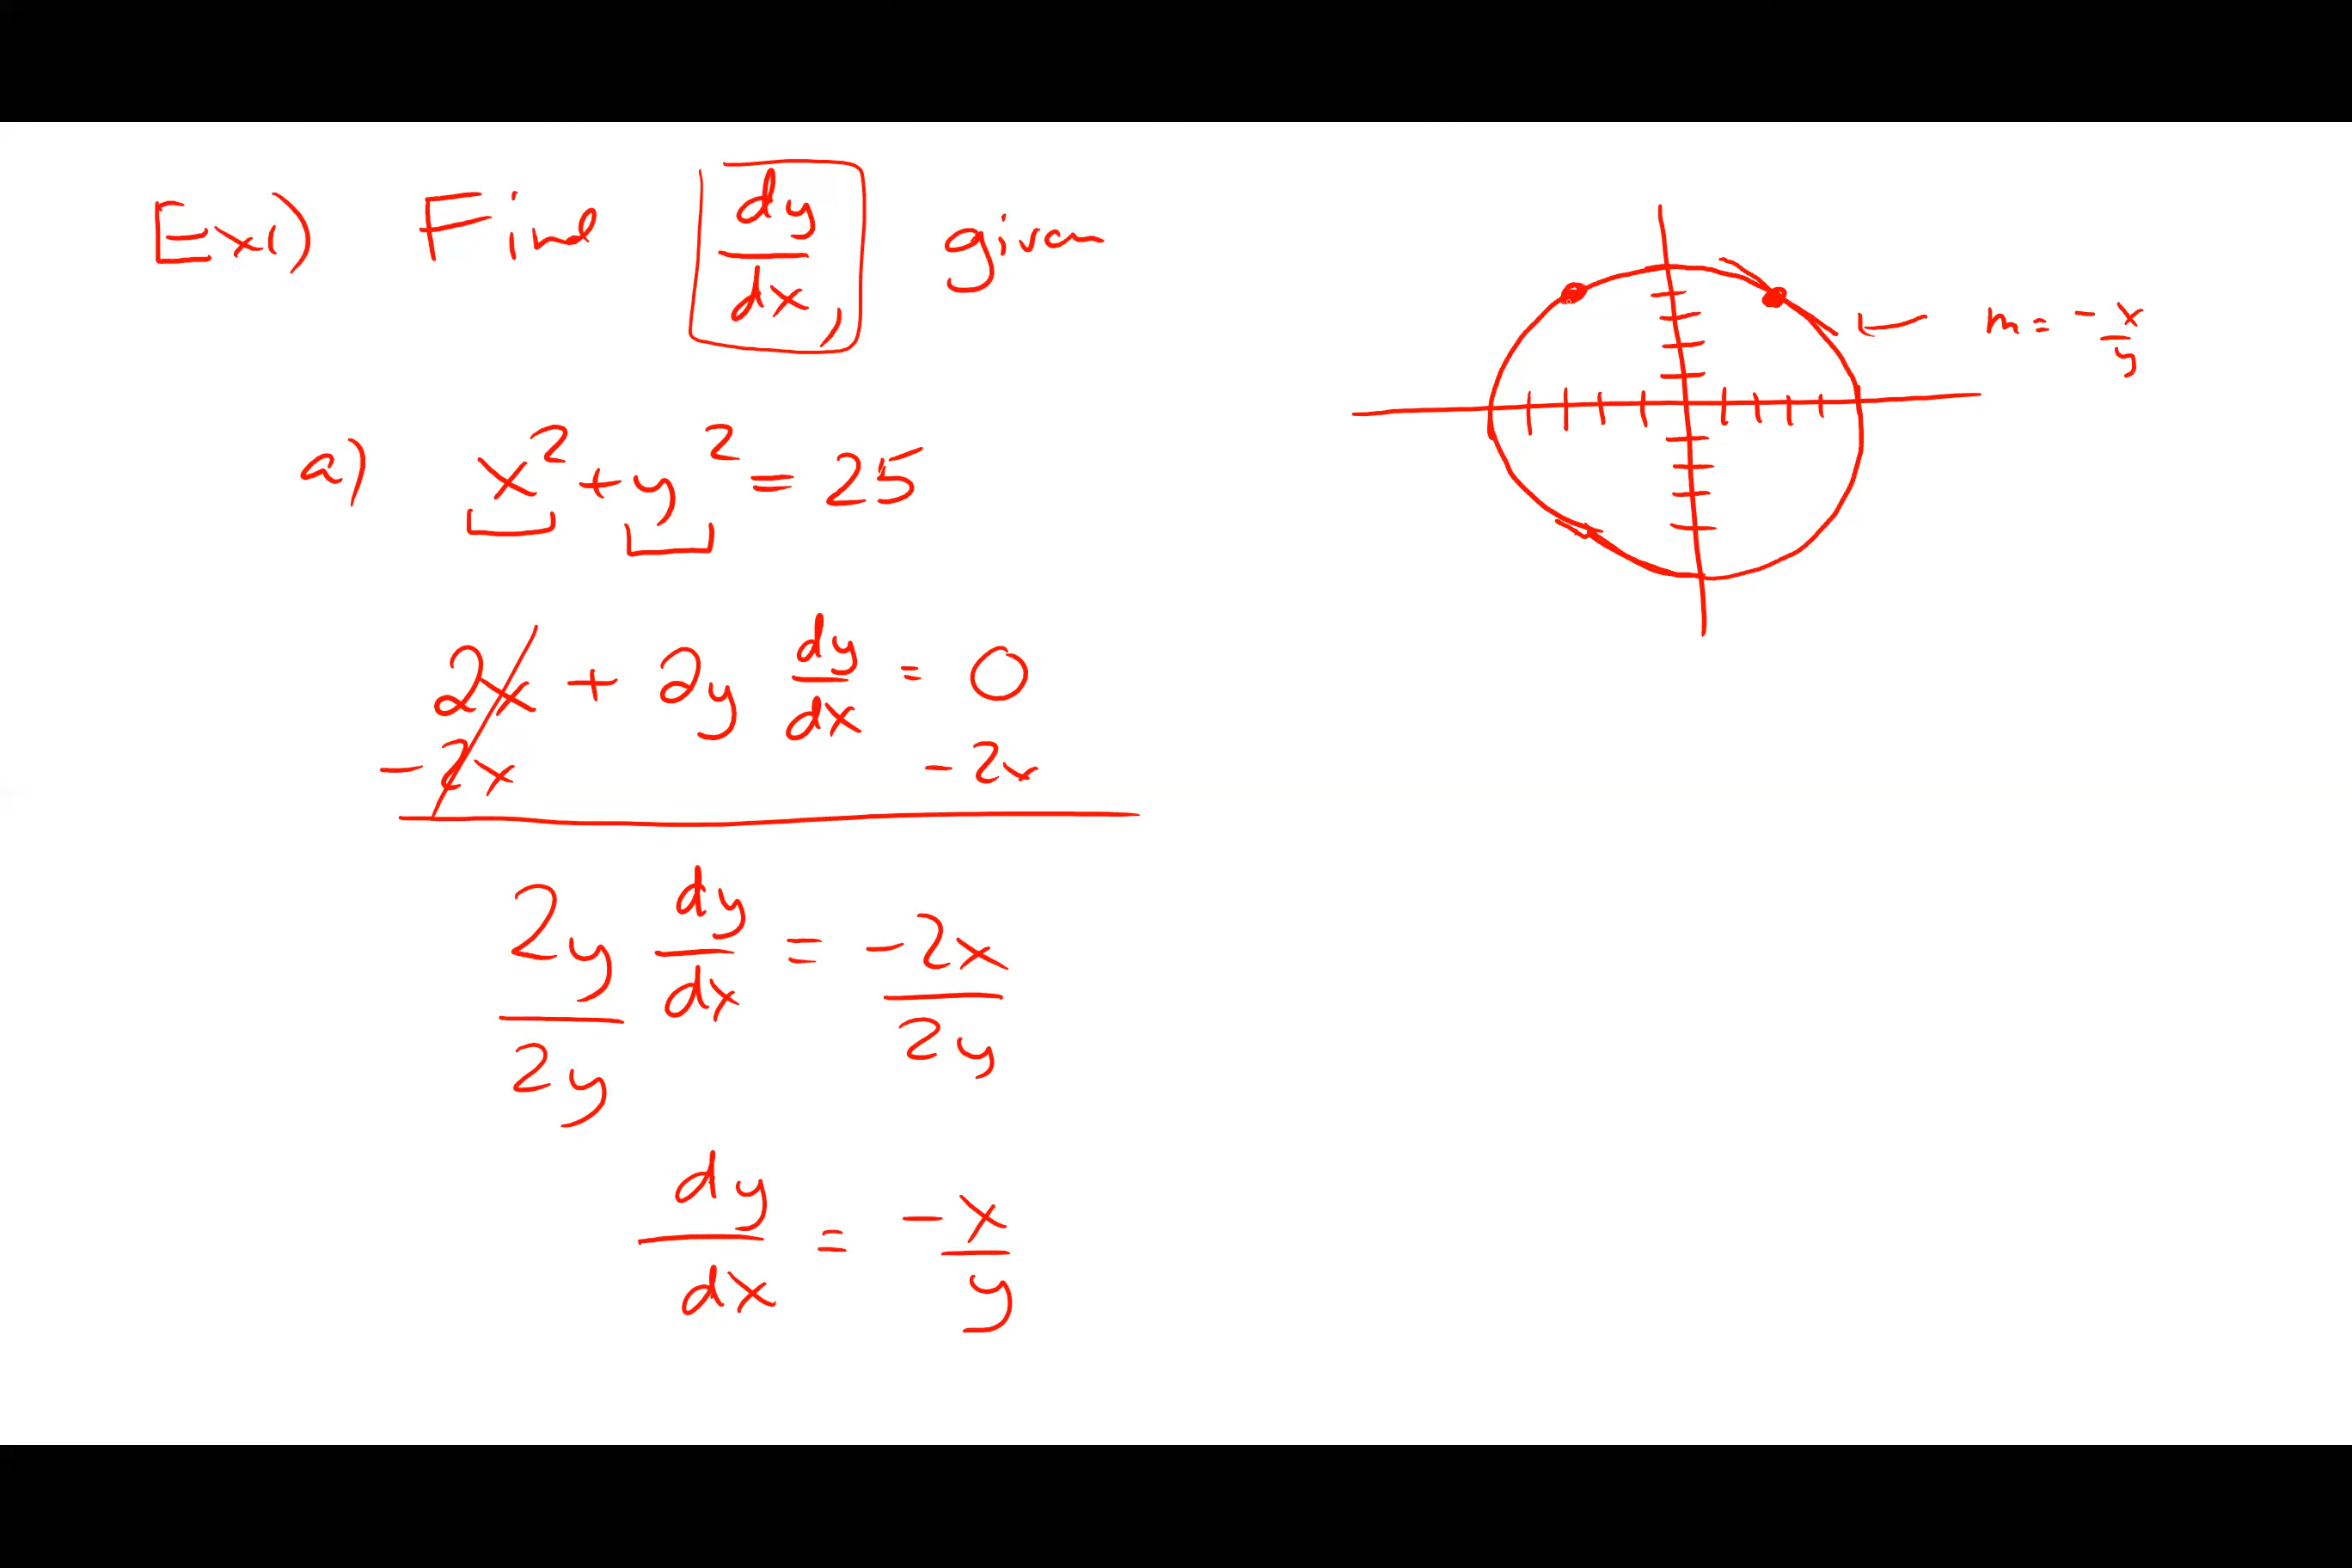 Ex) Find dy/dx, given
a) x² + y² = 25
2x + 2y dy/dx = 0
- 2x - 2x
2y/2y dy/dx = -2x/2y
dy/dx = -x/y
m = -x/y